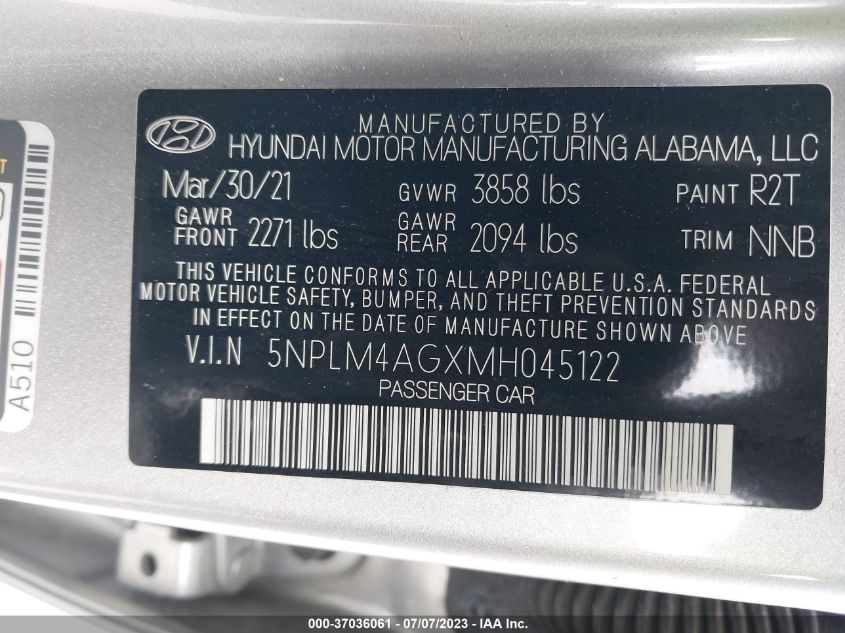 MANUFACTURED BY
HYUNDAI MOTOR MANUFACTURING ALABAMA, LLC
Mar/30/21 GVWR 3858 lbs PAINT R2T
GAWR FRONT 2271 lbs GAWR REAR 2094 lbs TRIM NNB
THIS VEHICLE CONFORMS TO ALL APPLICABLE U.S.A. FEDERAL
MOTOR VEHICLE SAFETY, BUMPER, AND THEFT PREVENTION STANDARDS
IN EFFECT ON THE DATE OF MANUFACTURE SHOWN ABOVE
V.I.N 5NPLM4AGXMH045122
PASSENGER CAR
A510
000-37036061 - 07/07/2023 - IAA Inc.